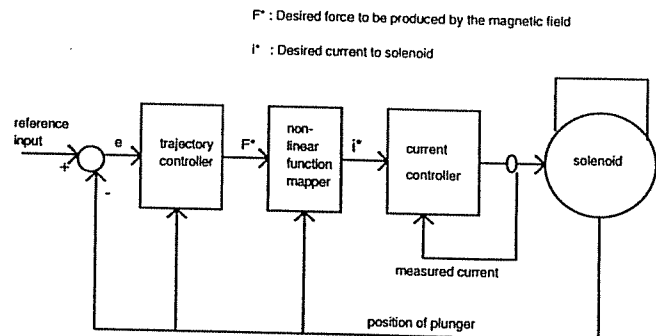 F* : Desired force to be produced by the magnetic field
i* : Desired current to solenoid
reference
input
+
-
e
trajectory
controller
F*
non-
linear
function
mapper
i*
current
controller
solenoid
measured current
position of plunger